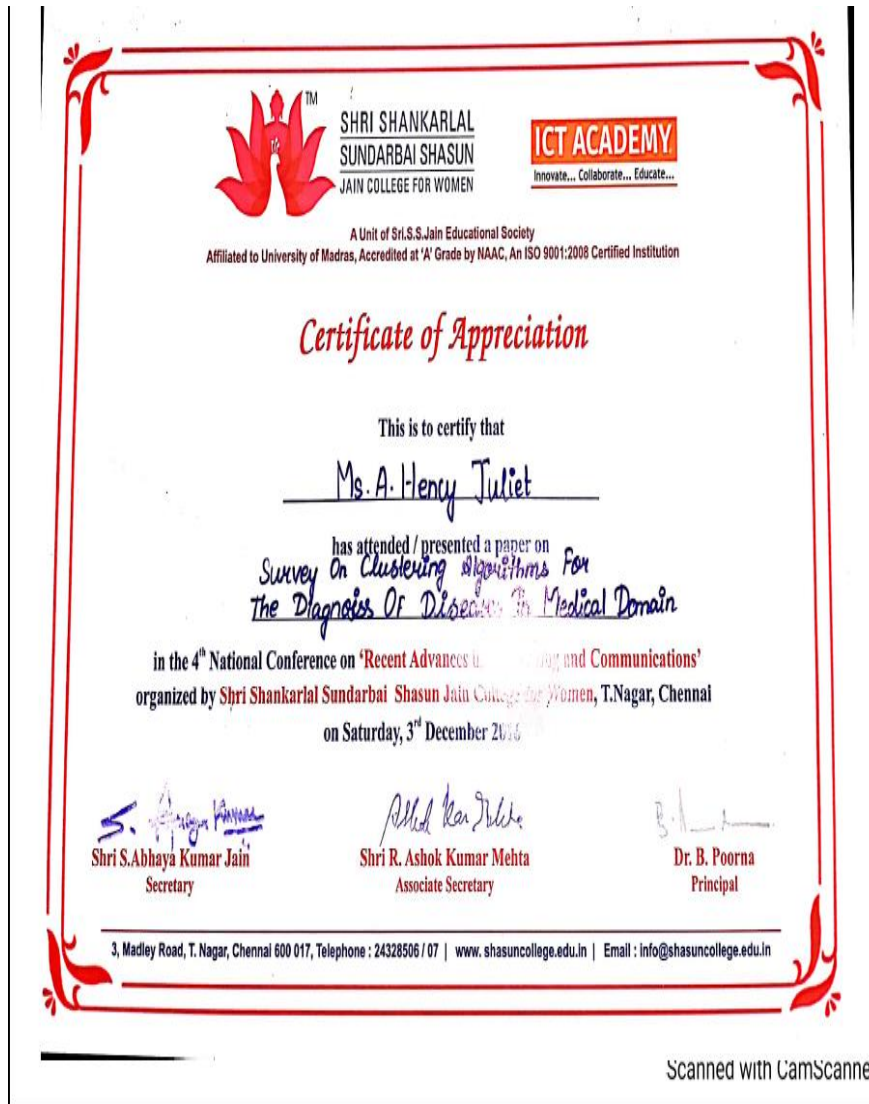 TM
SHRI SHANKARLAL
SUNDARBAI SHASUN
JAIN COLLEGE FOR WOMEN
ICT ACADEMY
Innovate... Collaborate... Educate...
A Unit of Sri.S.S.Jain Educational Society
Affiliated to University of Madras, Accredited at 'A' Grade by NAAC, An ISO 9001:2008 Certified Institution
Certificate of Appreciation
This is to certify that
Ms. A. Hency Juliet
has attended / presented a paper on
Survey On Clustering Algorithms For
The Diagnoiss Of Diseases In Medical Domain
in the 4th National Conference on 'Recent Advances and Communications'
organized by Shri Shankarlal Sundarbai Shasun Jain College for Women, T.Nagar, Chennai
on Saturday, 3rd December 2016
S.
Shri S.Abhaya Kumar Jain
Secretary
Shri R. Ashok Kumar Mehta
Associate Secretary
B.
Dr. B. Poorna
Principal
3, Madley Road, T. Nagar, Chennai 600 017, Telephone : 24328506 / 07 | www. shasuncollege.edu.in | Email : info@shasuncollege.edu.in
Scanned with CamScanne